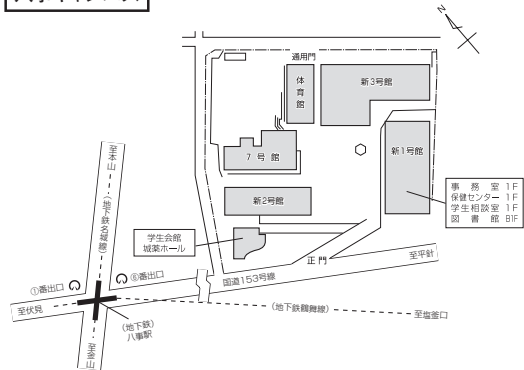 N
通用門
体育館
新3号館
7号館
新1号館
事務室 1F
保健センター 1F
学生相談室 1F
図書館 B1F
新2号館
学生会館
城薬ホール
正門
至平針
国道153号線
至本山
(地下鉄名城線)
①番出口
⑥番出口
至伏見
(地下鉄)
八事駅
(地下鉄鶴舞線)
至塩釜口
至金山